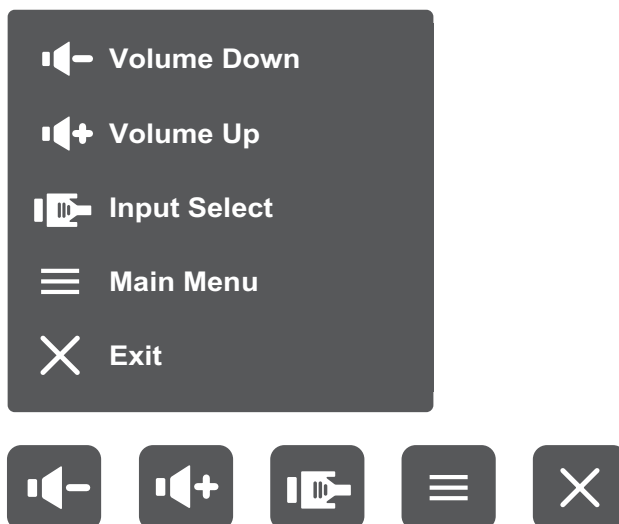 Volume Down
Volume Up
Input Select
Main Menu
Exit